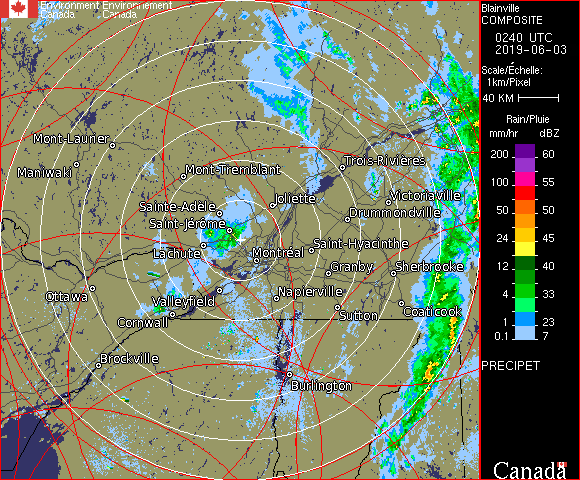 Environment Environnement
Canada Canada
Blainville
COMPOSITE
0240 UTC
2019-06-03
Scale/Échelle:
1km/Pixel
40 KM
Rain/Pluie
mm/hr dBZ
200 60
100 55
50 50
24 45
12 40
4 33
1 23
0.1 7
PRECIPET
Canada
Mont-Laurier
Maniwaki
Mont-Tremblant
Trois-Rivières
Sainte-Adèle
Joliette
VictoriaVille
Drummondville
Saint-Jérôme
Lachute
Montréal
Saint-Hyacinthe
Granby
Sherbrooke
Ottawa
Valleyfield
Napierville
Cornwall
Sutton
Coaticook
Brockville
Burlington